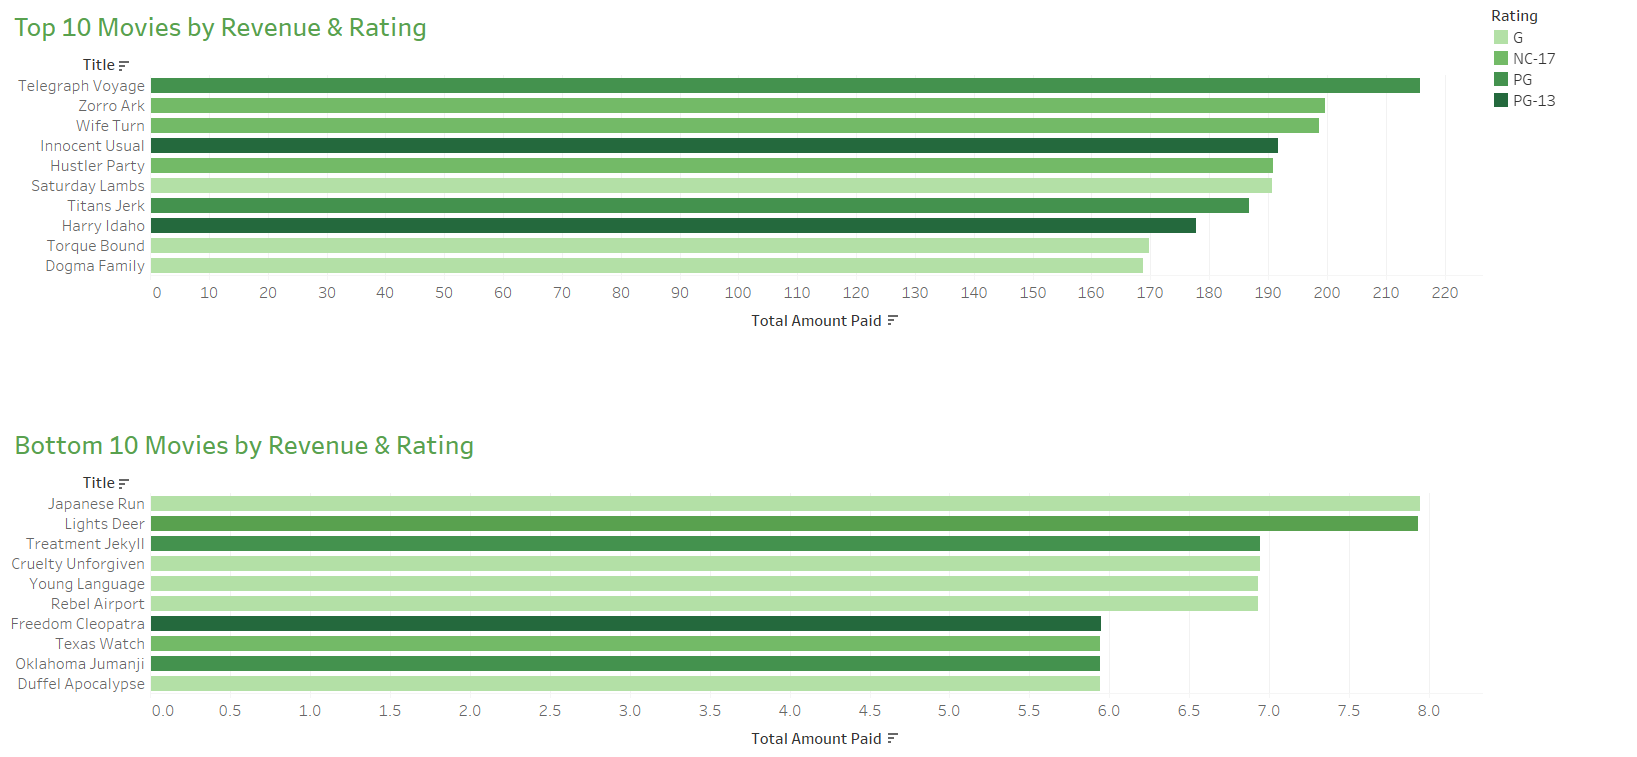 Top 10 Movies by Revenue & Rating
Title
Telegraph Voyage
Zorro Ark
Wife Turn
Innocent Usual
Hustler Party
Saturday Lambs
Titans Jerk
Harry Idaho
Torque Bound
Dogma Family
0 10 20 30 40 50 60 70 80 90 100 110 120 130 140 150 160 170 180 190 200 210 220
Total Amount Paid
Rating
G
NC-17
PG
PG-13
Bottom 10 Movies by Revenue & Rating
Title
Japanese Run
Lights Deer
Treatment Jekyll
Cruelty Unforgiven
Young Language
Rebel Airport
Freedom Cleopatra
Texas Watch
Oklahoma Jumanji
Duffel Apocalypse
0.0 0.5 1.0 1.5 2.0 2.5 3.0 3.5 4.0 4.5 5.0 5.5 6.0 6.5 7.0 7.5 8.0
Total Amount Paid